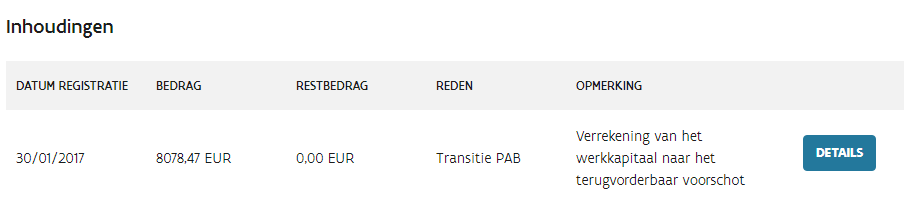 Inhoudingen
DATUM REGISTRATIE BEDRAG RESTBEDRAG REDEN OPMERKING
30/01/2017 8078,47 EUR 0,00 EUR Transitie PAB Verrekening van het
werkkapitaal naar het
terugvorderbaar voorschot
DETAILS